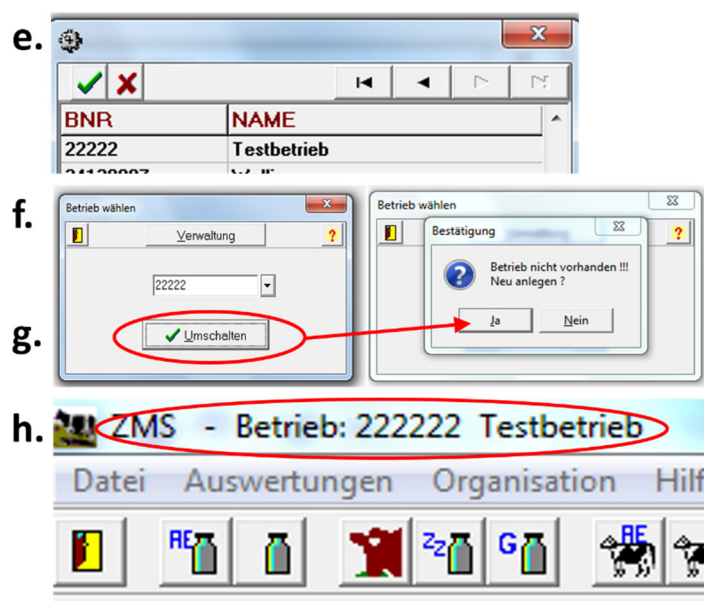 e.
BNR NAME
22222 Testbetrieb
f.
Betrieb wählen
Verwaltung ?
22222
g.
Umschalten
Betrieb wählen
?
Bestätigung
Betrieb nicht vorhanden !!!
Neu anlegen ?
Ja Nein
h.
ZMS - Betrieb: 222222 Testbetrieb
Datei Auswertungen Organisation Hilf
AE ZZ G AE